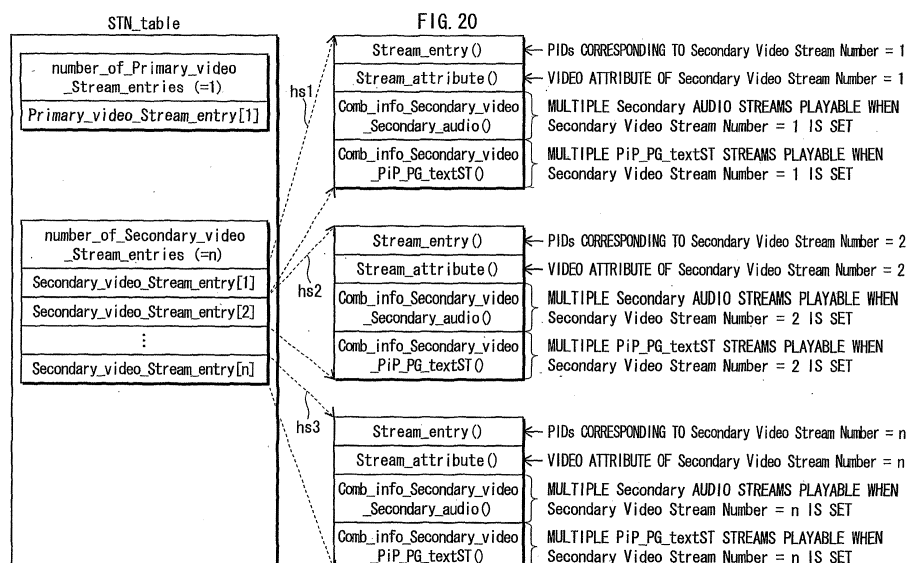 FIG. 20
STN_table
number_of_Primary_video
_Stream_entries (=1)
Primary_video_Stream_entry[1]
number_of_Secondary_video
_Stream_entries (=n)
Secondary_video_Stream_entry[1]
Secondary_video_Stream_entry[2]
⋮
Secondary_video_Stream_entry[n]
hs1
Stream_entry()
PIDs CORRESPONDING TO Secondary Video Stream Number = 1
Stream_attribute()
VIDEO ATTRIBUTE OF Secondary Video Stream Number = 1
Comb_info_Secondary_video
_Secondary_audio()
MULTIPLE Secondary AUDIO STREAMS PLAYABLE WHEN
Secondary Video Stream Number = 1 IS SET
Comb_info_Secondary_video
_PiP_PG_textST()
MULTIPLE PiP_PG_textST STREAMS PLAYABLE WHEN
Secondary Video Stream Number = 1 IS SET
hs2
Stream_entry()
PIDs CORRESPONDING TO Secondary Video Stream Number = 2
Stream_attribute()
VIDEO ATTRIBUTE OF Secondary Video Stream Number = 2
Comb_info_Secondary_video
_Secondary_audio()
MULTIPLE Secondary AUDIO STREAMS PLAYABLE WHEN
Secondary Video Stream Number = 2 IS SET
Comb_info_Secondary_video
_PiP_PG_textST()
MULTIPLE PiP_PG_textST STREAMS PLAYABLE WHEN
Secondary Video Stream Number = 2 IS SET
hs3
Stream_entry()
PIDs CORRESPONDING TO Secondary Video Stream Number = n
Stream_attribute()
VIDEO ATTRIBUTE OF Secondary Video Stream Number = n
Comb_info_Secondary_video
_Secondary_audio()
MULTIPLE Secondary AUDIO STREAMS PLAYABLE WHEN
Secondary Video Stream Number = n IS SET
Comb_info_Secondary_video
_PiP_PG_textST()
MULTIPLE PiP_PG_textST STREAMS PLAYABLE WHEN
Secondary Video Stream Number = n IS SET